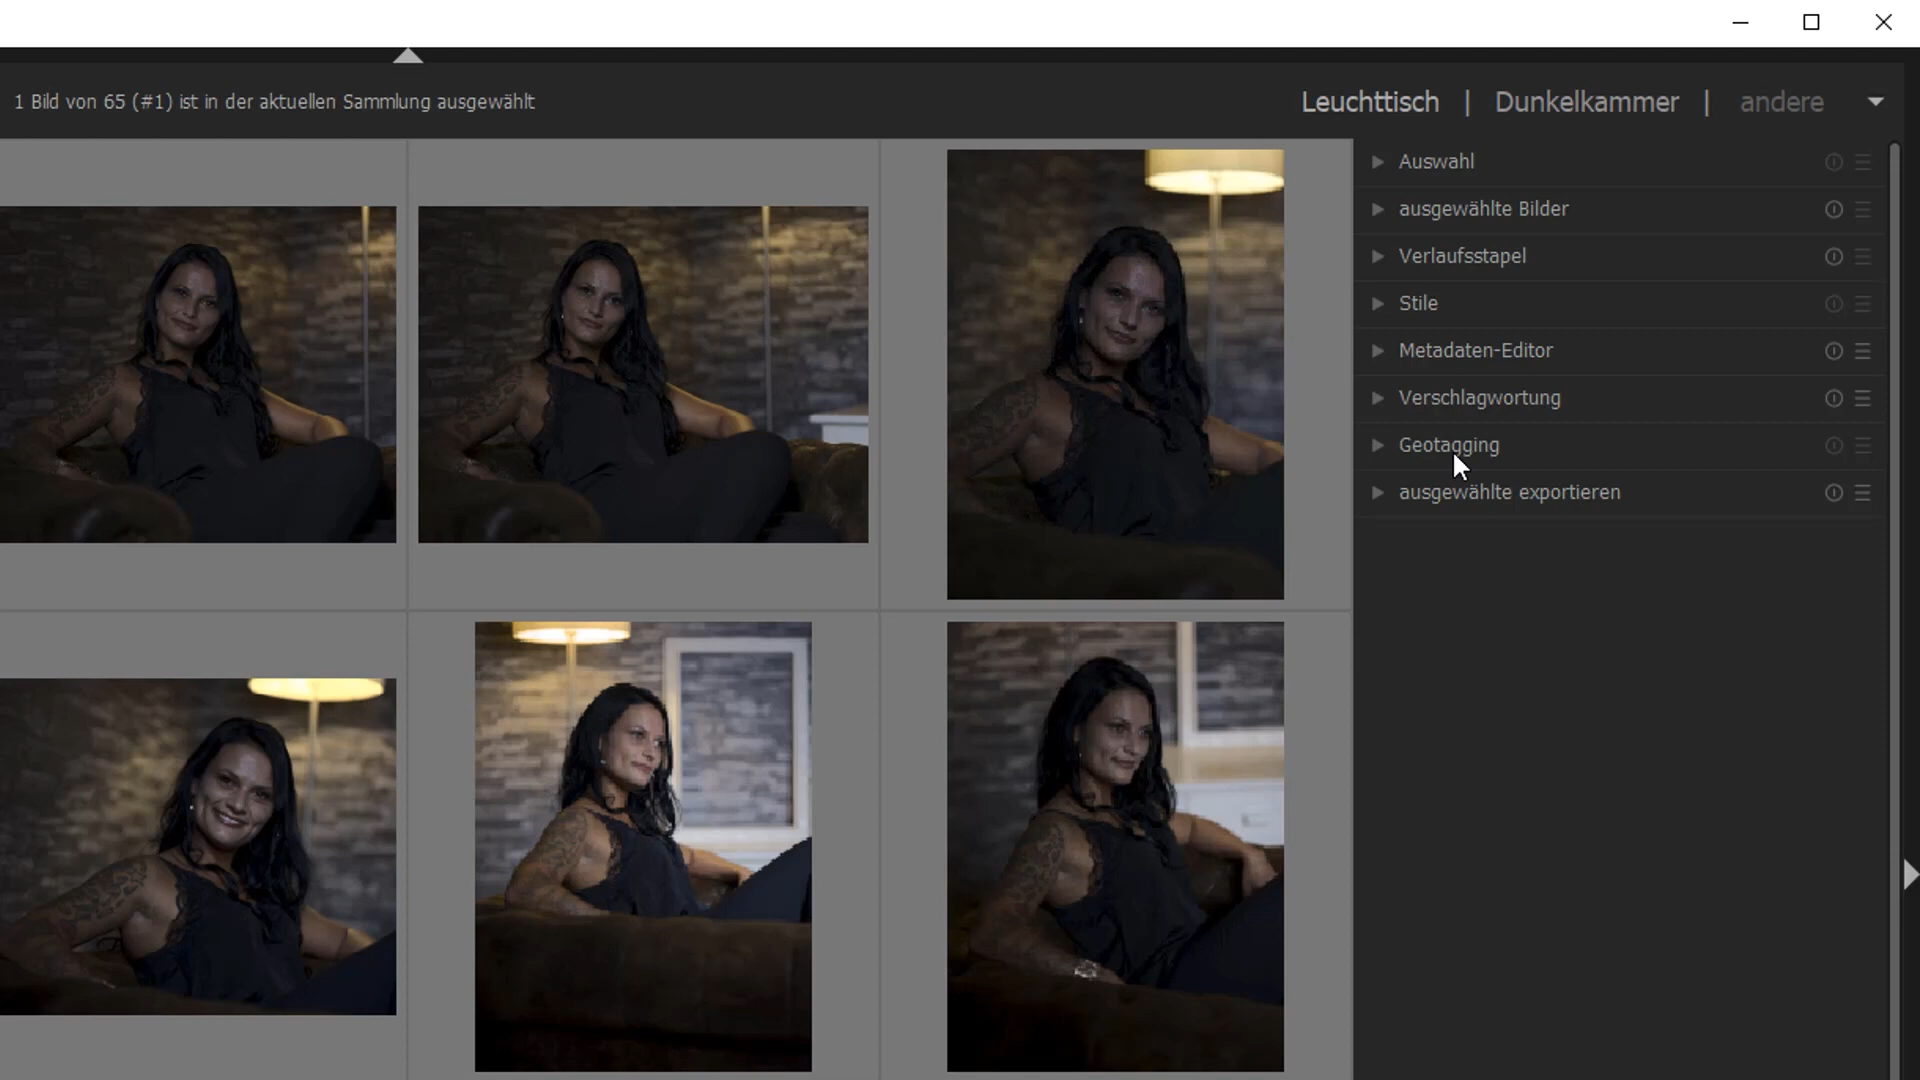 1 Bild von 65 (#1) ist in der aktuellen Sammlung ausgewählt
Leuchttisch | Dunkelkammer | andere
Auswahl
ausgewählte Bilder
Verlaufsstapel
Stile
Metadaten-Editor
Verschlagwortung
Geotagging
ausgewählte exportieren